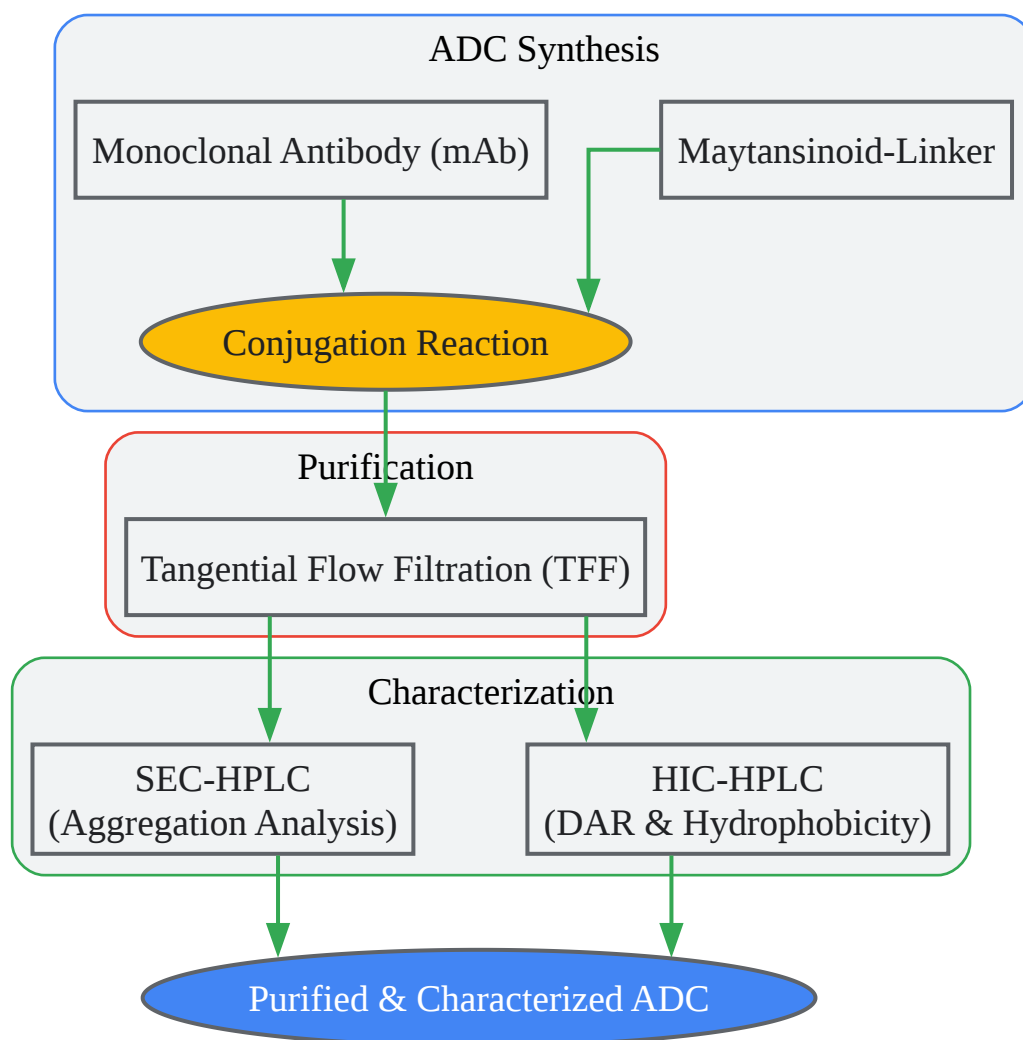 ADC Synthesis
Monoclonal Antibody (mAb)
Maytansinoid-Linker
Conjugation Reaction
Purification
Tangential Flow Filtration (TFF)
Characterization
SEC-HPLC
(Aggregation Analysis)
HIC-HPLC
(DAR & Hydrophobicity)
Purified & Characterized ADC